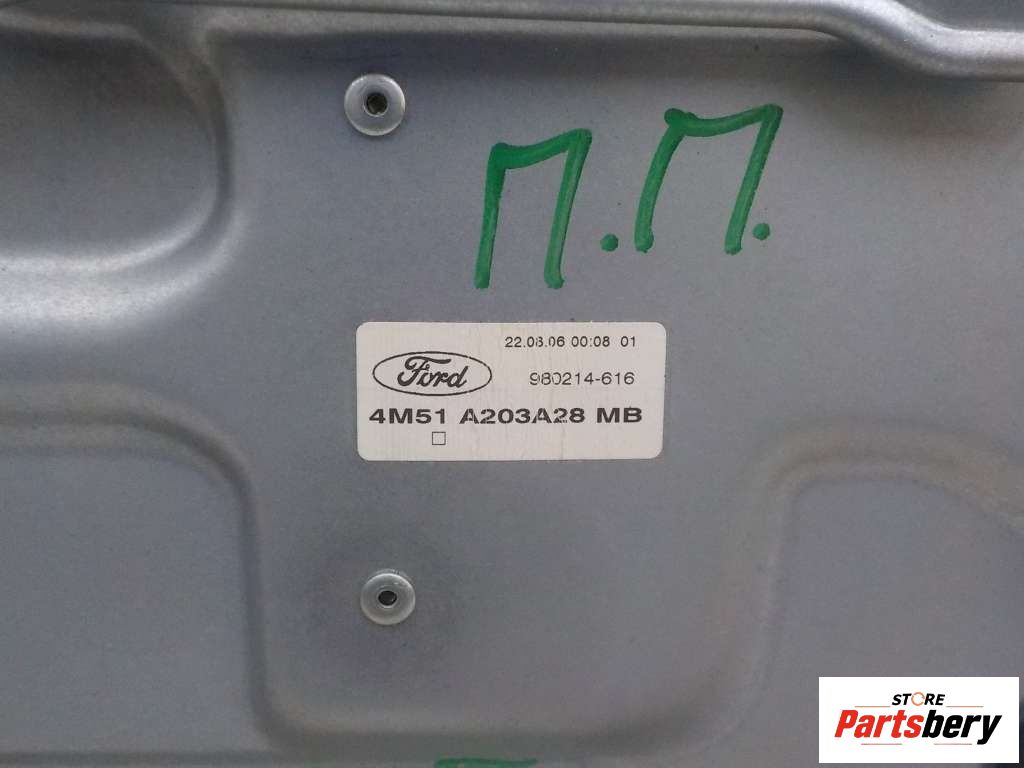 П.П.
22.08.06 00:08 01
Ford
980214-616
4M51 A203A28 MB
STORE
Partsbery